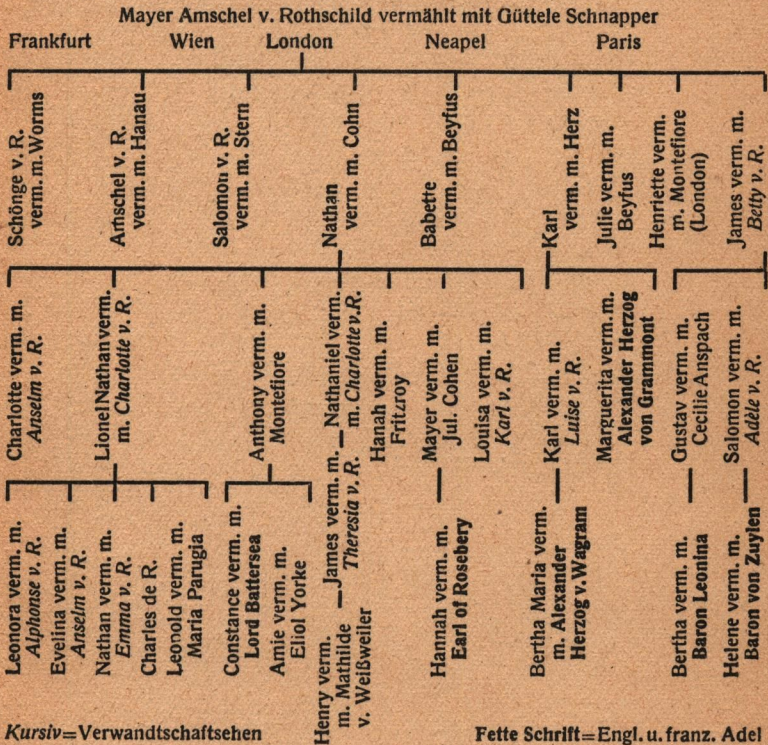 Mayer Amschel v. Rothschild vermählt mit Güttele Schnapper
Frankfurt Wien London Neapel Paris
Schönge v. R.
verm. m. Worms
Amschel v. R.
verm. m. Hanau
Salomon v. R.
verm. m. Stern
Nathan
verm. m. Cohn
Babette
verm. m. Beyfus
Karl
verm. m. Herz
Julie verm. m.
Beyfus
Henriette verm.
m. Montefiore
(London)
James verm. m.
Betty v. R.
Charlotte verm. m.
Anselm v. R.
Lionel Nathan verm.
m. Charlotte v. R.
Anthony verm. m.
Montefiore
Nathaniel verm.
m. Charlotte v. R.
Hanah verm. m.
Fritzroy
Mayer verm. m.
Jul. Cohen
Louisa verm. m.
Karl v. R.
Karl verm. m.
Luise v. R.
Marguerita verm. m.
Alexander Herzog
von Grammont
Gustav verm. m.
Cecilie Anspach
Salomon verm. m.
Adèle v. R.
Leonora verm. m.
Alphonse v. R.
Evelina verm. m.
Anselm v. R.
Nathan verm. m.
Emma v. R.
Charles de R.
Leopold verm. m.
Maria Parugia
Constance verm. m.
Lord Battersea
Amie verm. m.
Eliol Yorke
James verm. m.
Theresia v. R.
Henry verm.
m. Mathilde
v. Weißweiler
Hannah verm. m.
Earl of Rosebery
Bertha Maria verm.
m. Alexander
Herzog v. Wagram
Bertha verm. m.
Baron Leonina
Helene verm. m.
Baron von Zuylen
Kursiv=Verwandtschaftsehen
Fette Schrift=Engl. u. franz. Adel